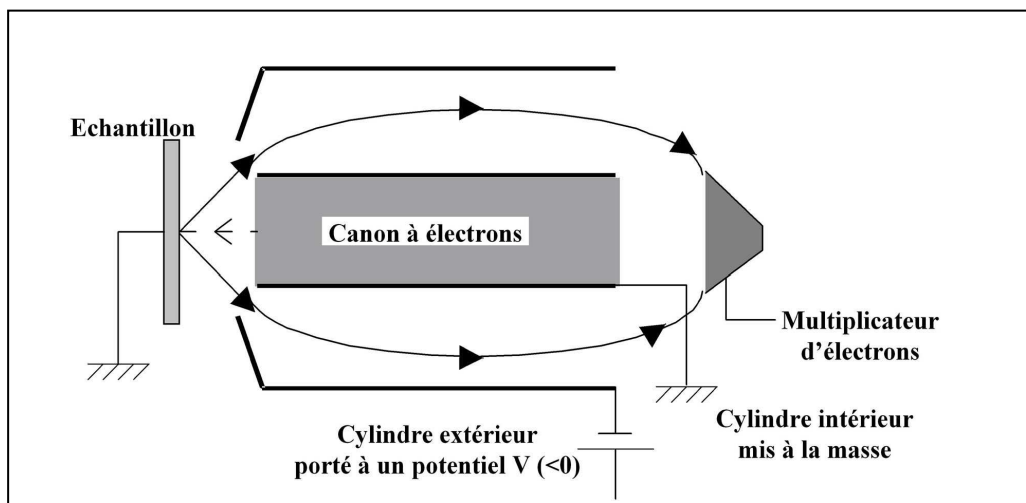 Echantillon
Canon à électrons
Multiplicateur
d'électrons
Cylindre extérieur
porté à un potentiel V (<0)
Cylindre intérieur
mis à la masse